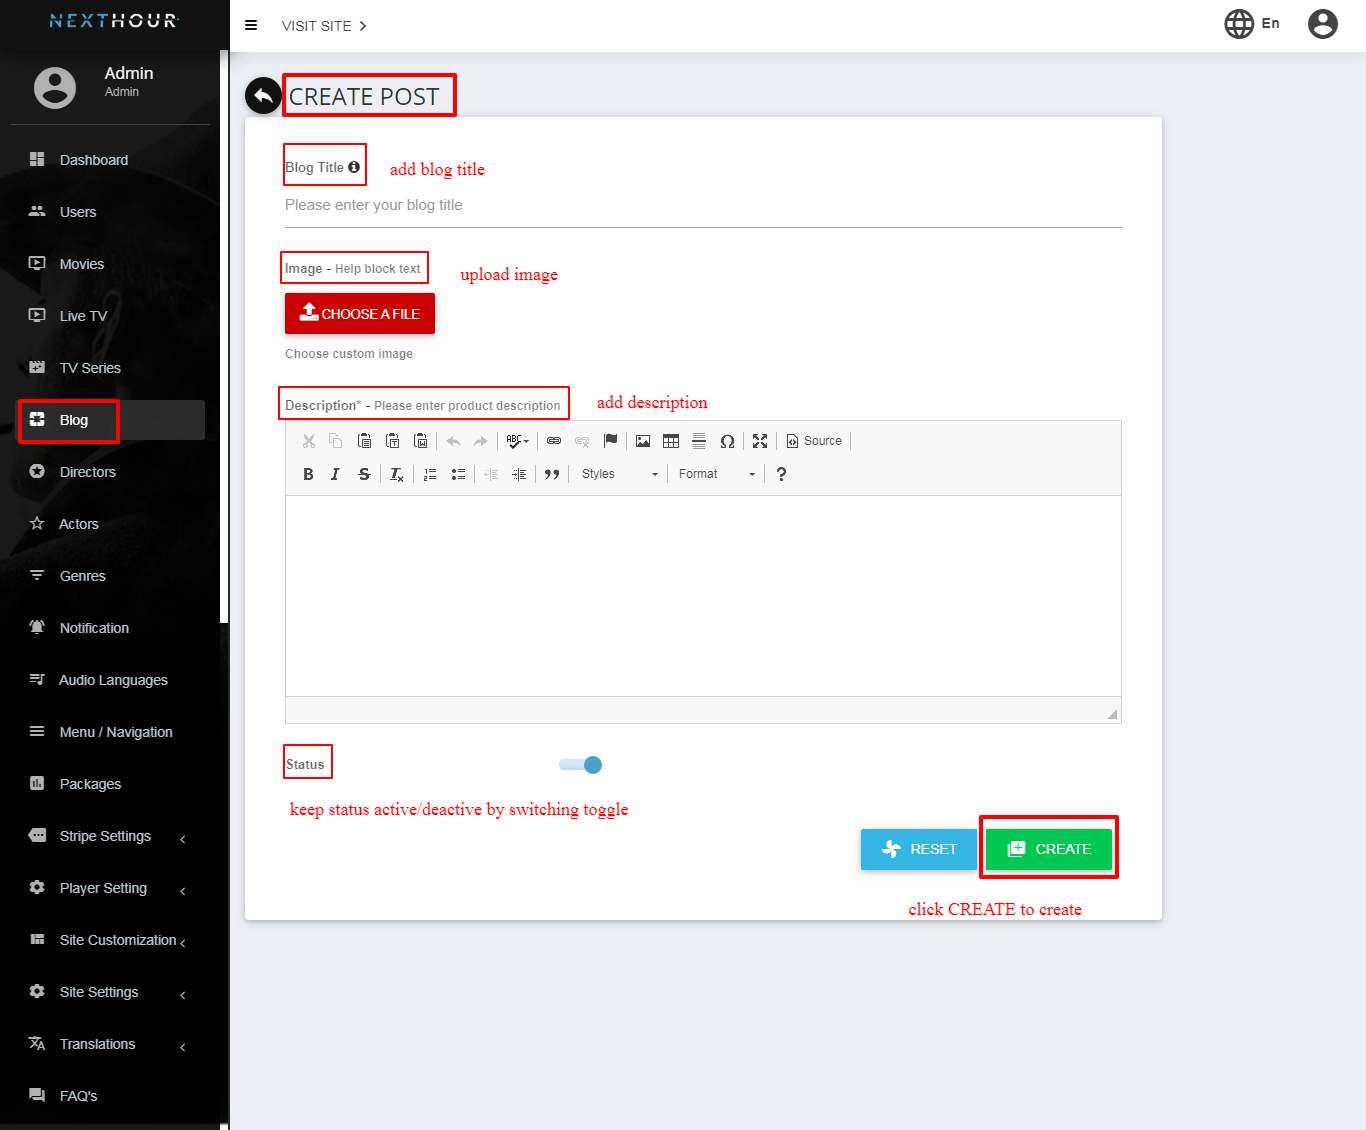 NEXTHOUR
VISIT SITE
En
Admin
Admin
Dashboard
Users
Movies
Live TV
TV Series
Blog
Directors
Actors
Genres
Notification
Audio Languages
Menu / Navigation
Packages
Stripe Settings
Player Setting
Site Customization
Site Settings
Translations
FAQ's
CREATE POST
Blog Title
add blog title
Please enter your blog title
Image - Help block text
upload image
CHOOSE A FILE
Choose custom image
Description* - Please enter product description
add description
ABC
Source
B I S Tx Styles Format ?
Status
keep status active/deactive by switching toggle
RESET CREATE
click CREATE to create